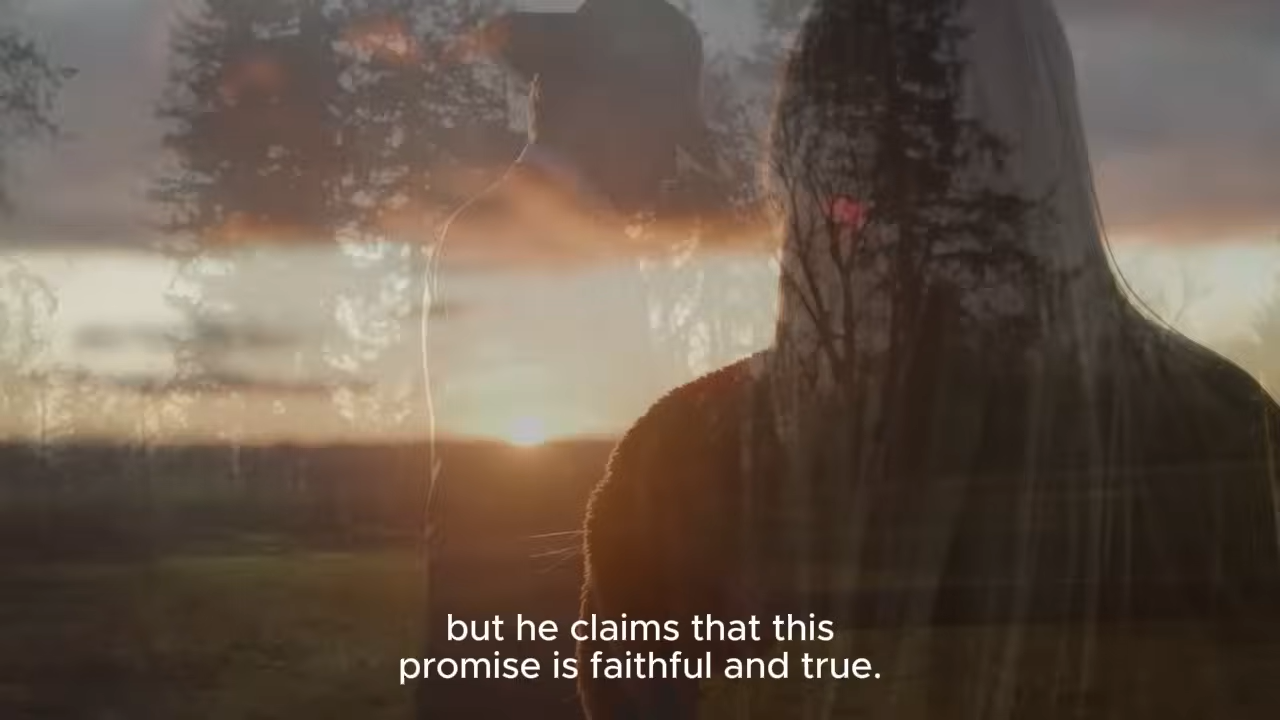 but he claims that this
promise is faithful and true.